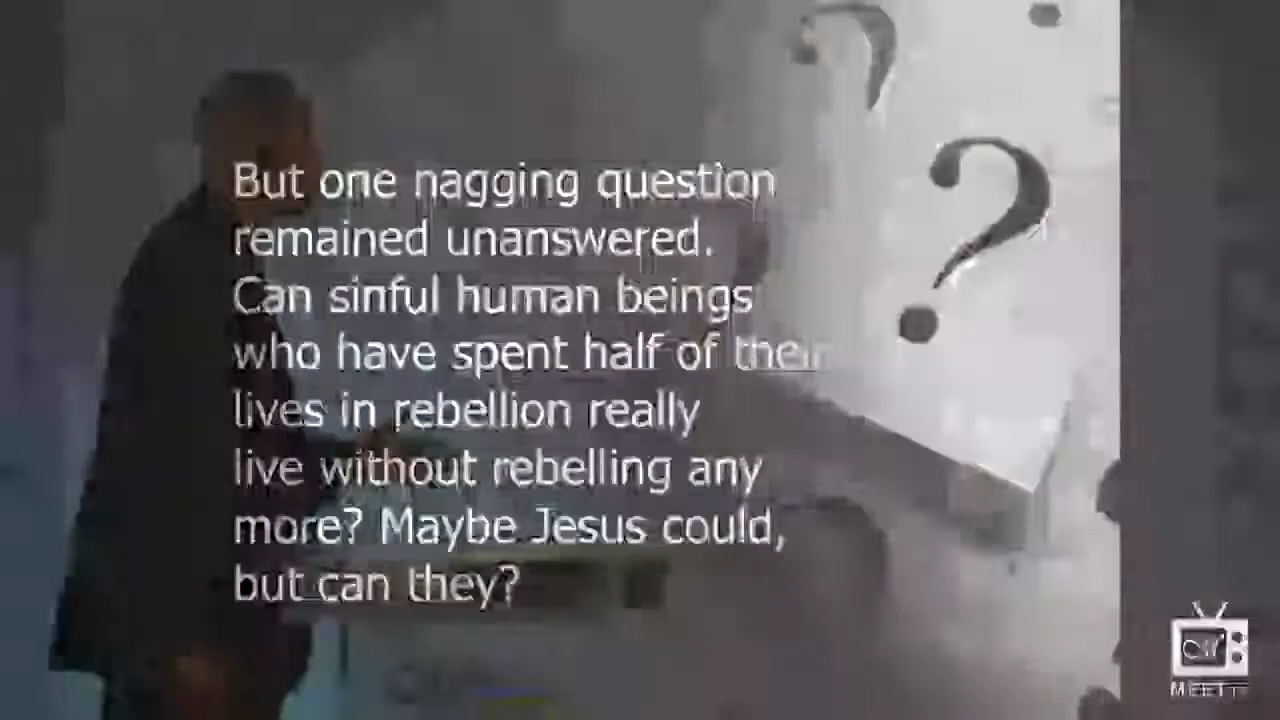 But one nagging question
remained unanswered.
Can sinful human beings
who have spent half of their
lives in rebellion really
live without rebelling any
more? Maybe Jesus could,
but can they?
?
?